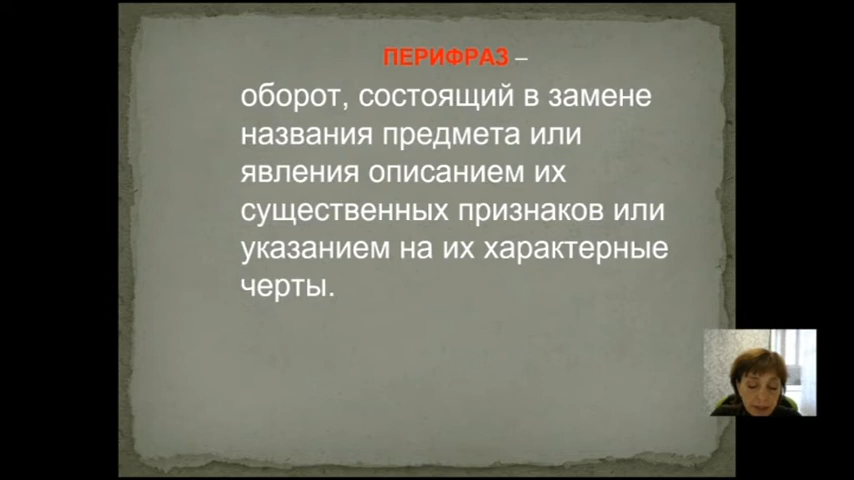 ПЕРИФРАЗ –
оборот, состоящий в замене
названия предмета или
явления описанием их
существенных признаков или
указанием на их характерные
черты.